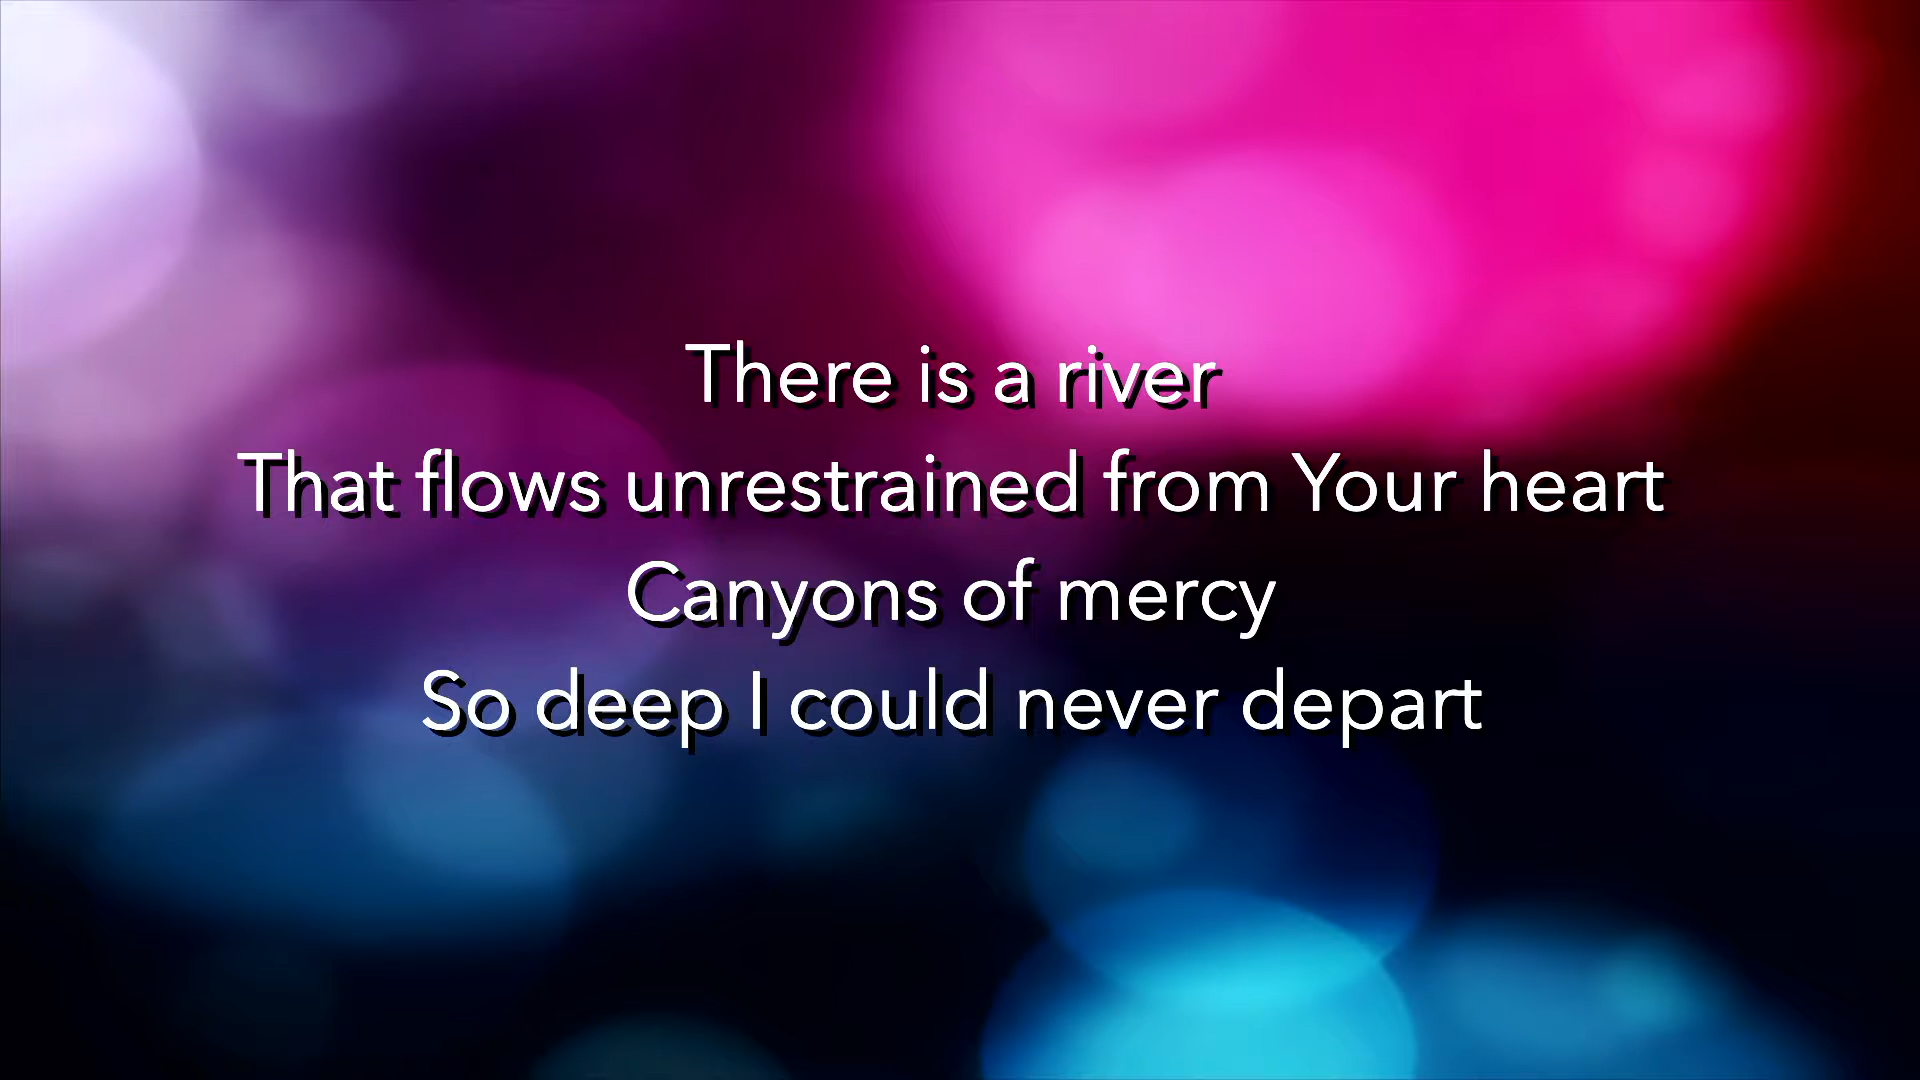 There is a river
That flows unrestrained from Your heart
Canyons of mercy
So deep I could never depart